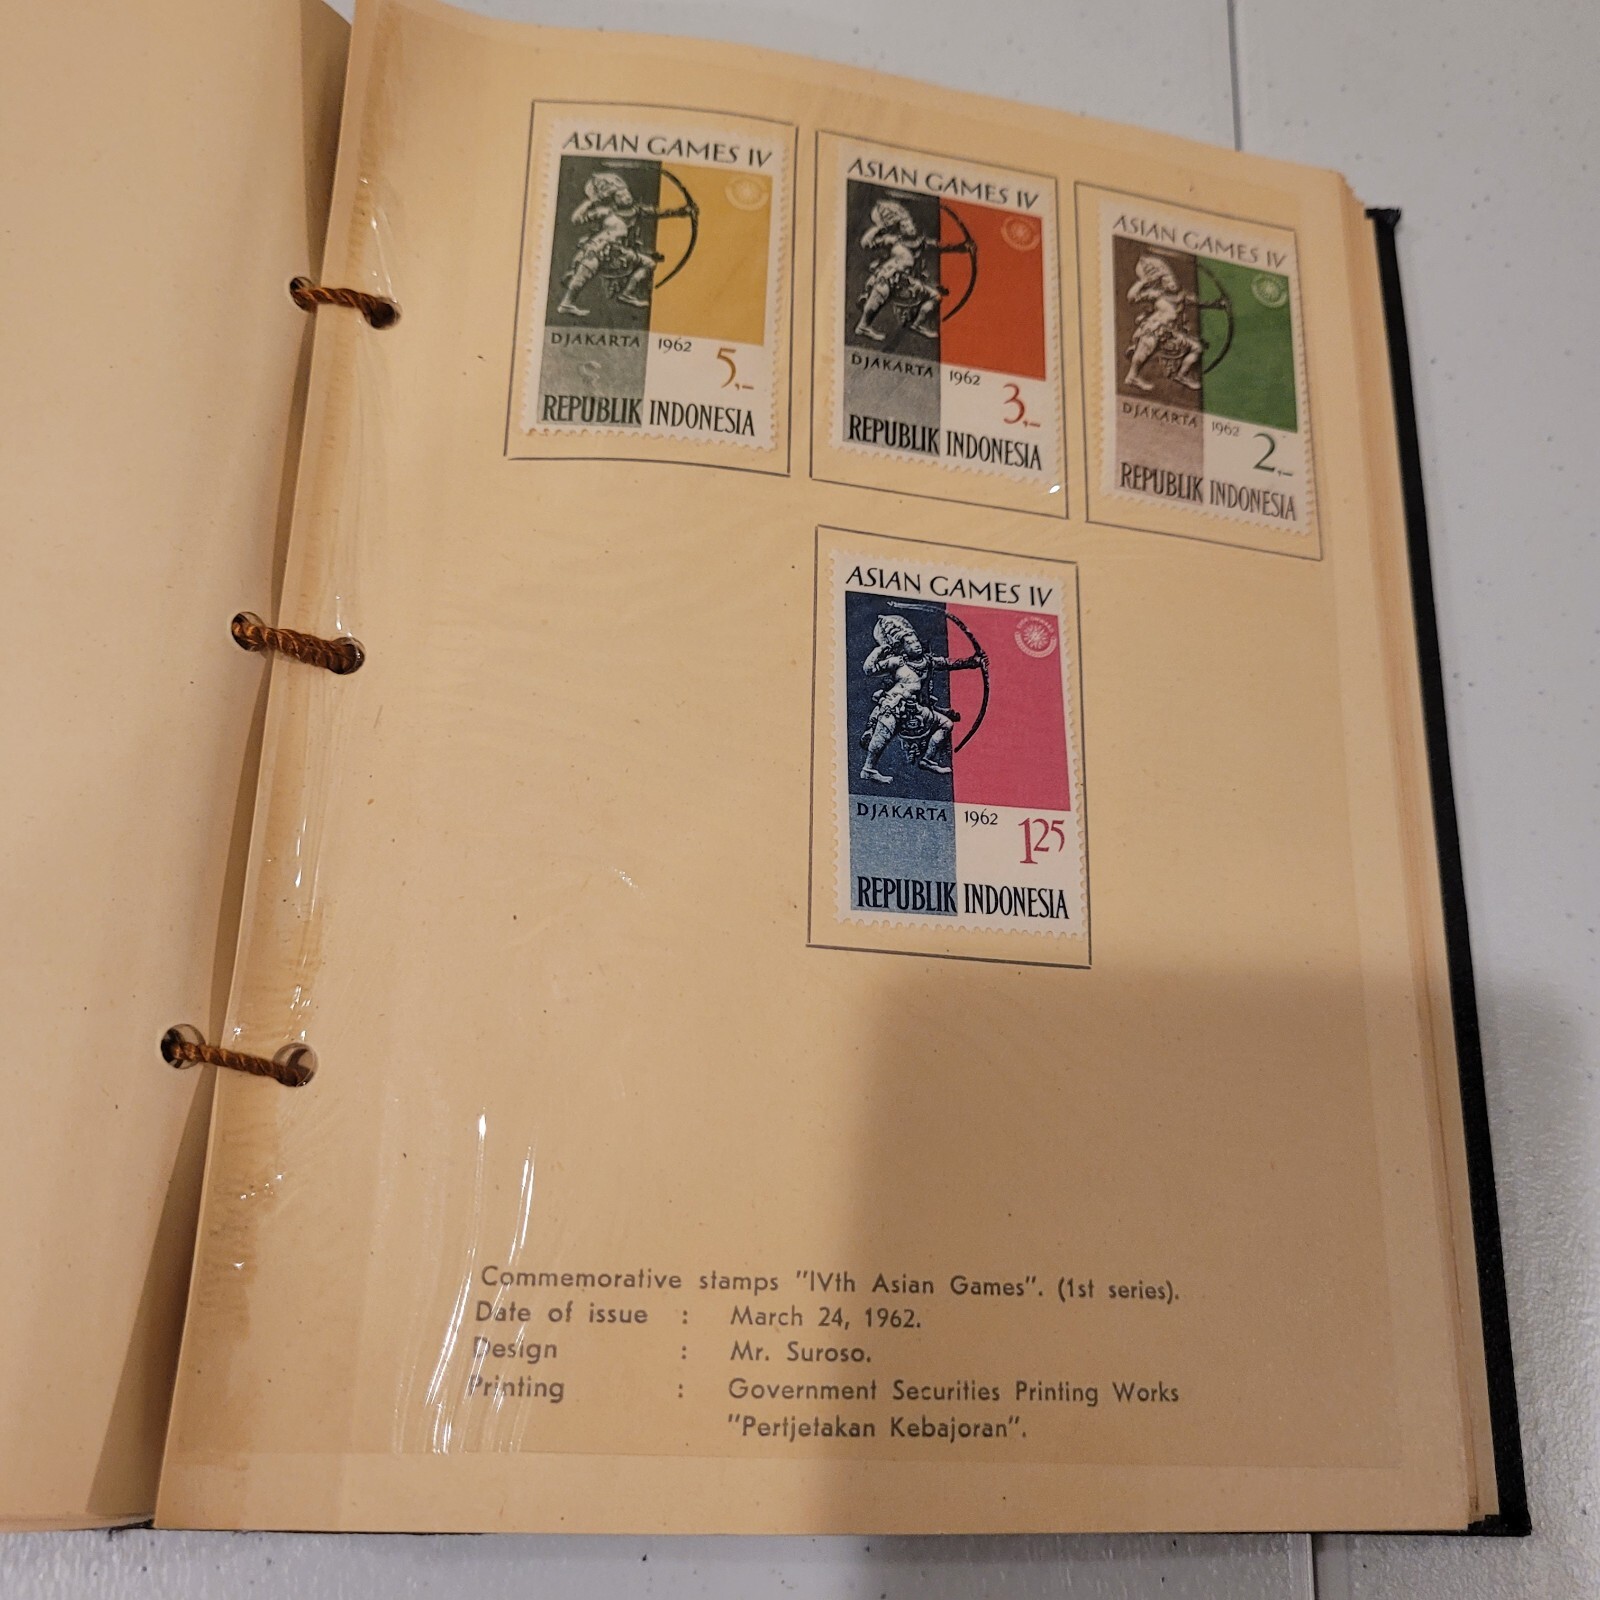 ASIAN GAMES IV
DJAKARTA 1962
5,-
REPUBLIK INDONESIA
ASIAN GAMES IV
DJAKARTA 1962
3,-
REPUBLIK INDONESIA
ASIAN GAMES IV
DJAKARTA 1962
2,-
REPUBLIK INDONESIA
ASIAN GAMES IV
DJAKARTA 1962
125
REPUBLIK INDONESIA
Commemorative stamps "IVth Asian Games". (1st series).
Date of issue : March 24, 1962.
Design : Mr. Suroso.
Printing : Government Securities Printing Works
"Pertjetakan Kebajoran".